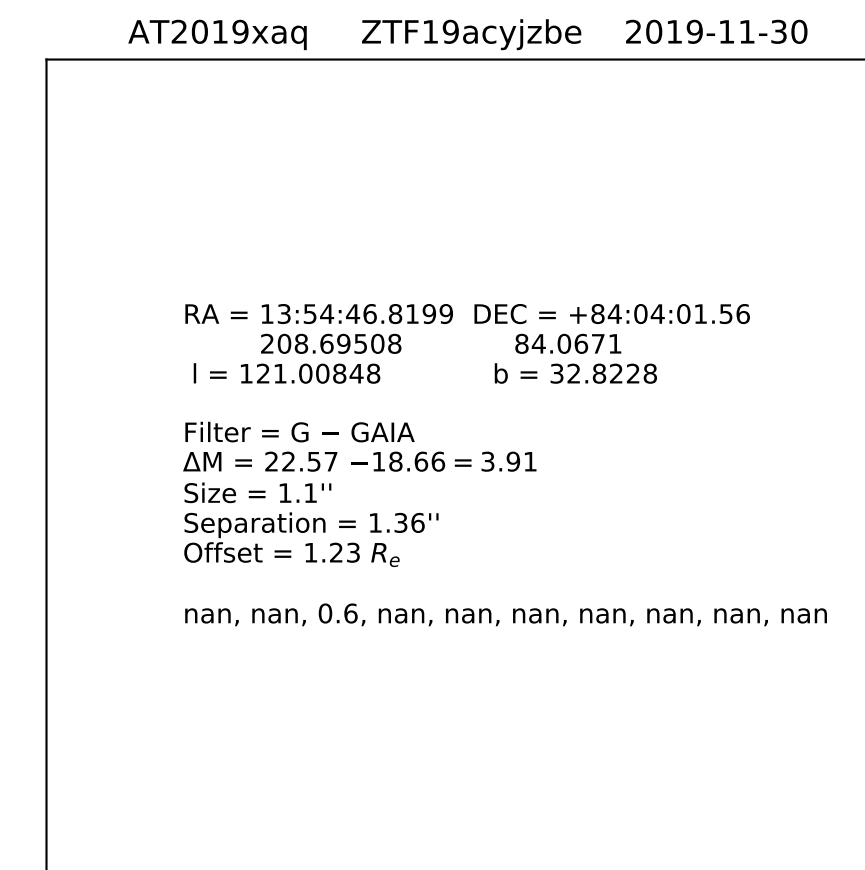 AT2019xaq ZTF19acyjzbe 2019-11-30
RA = 13:54:46.8199 DEC = +84:04:01.56
208.69508 84.0671
l = 121.00848 b = 32.8228
Filter = G − GAIA
ΔM = 22.57 −18.66 = 3.91
Size = 1.1''
Separation = 1.36''
Offset = 1.23 Re
nan, nan, 0.6, nan, nan, nan, nan, nan, nan, nan